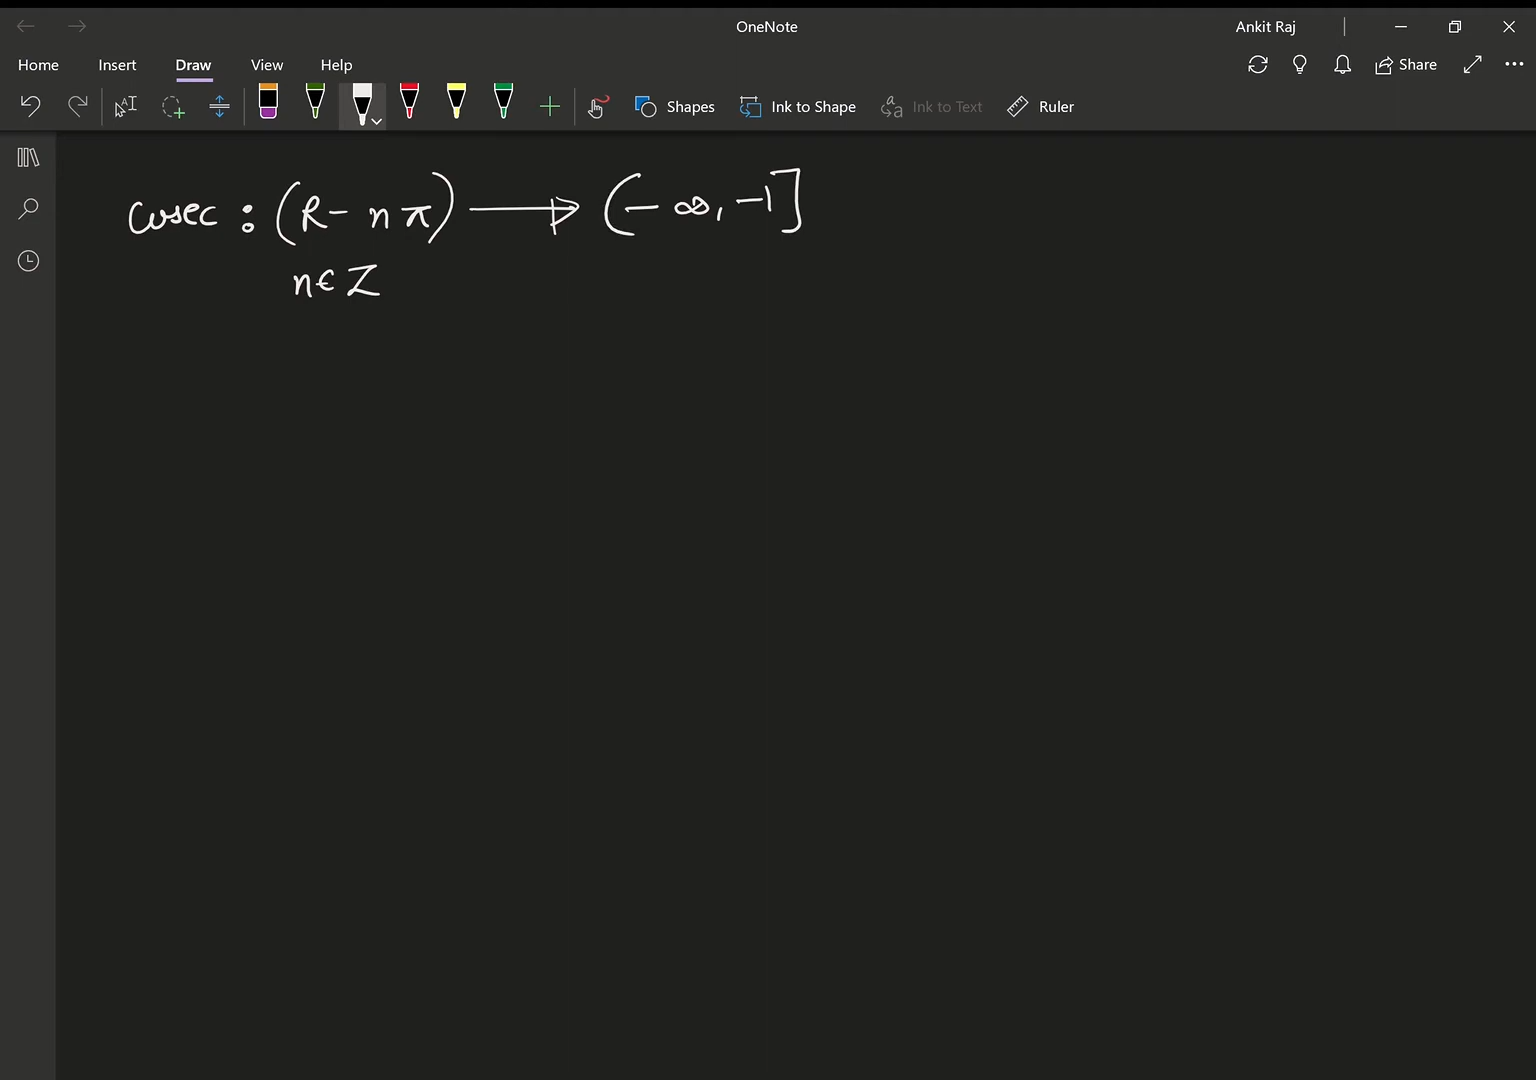 OneNote
Ankit Raj
Home Insert Draw View Help
Share
Shapes Ink to Shape Ink to Text Ruler
cosec : (R - nπ) → (-∞, -1]
n∈Z